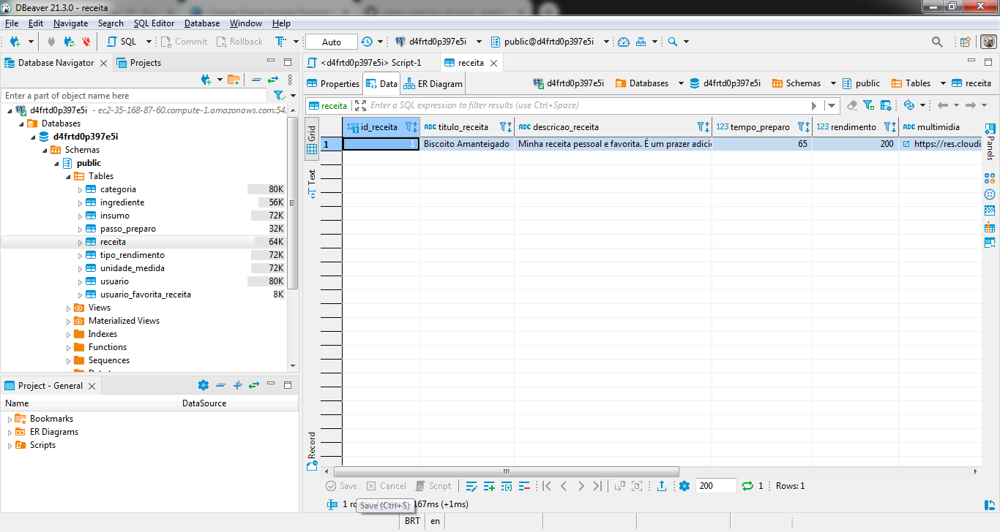 DBeaver 21.3.0 - receita
File Edit Navigate Search SQL Editor Database Window Help
SQL Commit Rollback T Auto d4frtd0p397e5i public@d4frtd0p397e5i
Database Navigator Projects
Enter a part of object name here
d4frtd0p397e5i - ec2-35-168-87-60.compute-1.amazonaws.com:54
Databases
d4frtd0p397e5i
Schemas
public
Tables
categoria 80K
ingrediente 56K
insumo 72K
passo_preparo 32K
receita 64K
tipo_rendimento 72K
unidade_medida 72K
usuario 80K
usuario_favorita_receita 8K
Views
Materialized Views
Indexes
Functions
Sequences
Project - General
Name DataSource
Bookmarks
ER Diagrams
Scripts
<d4frtd0p397e5i> Script-1 receita
Properties Data ER Diagram d4frtd0p397e5i Databases d4frtd0p397e5i Schemas public Tables receita
receita Enter a SQL expression to filter results (use Ctrl+Space)
Grid
Text
Record
123 id_receita ABC titulo_receita ABC descricao_receita 123 tempo_preparo 123 rendimento ABC multimidia
1 1 Biscoito Amanteigado Minha receita pessoal e favorita. É um prazer adici 65 200 https://res.cloudi
Panels
Save Cancel Script 200 1 Rows: 1
1 ro 167ms (+1ms)
Save (Ctrl+S)
BRT en